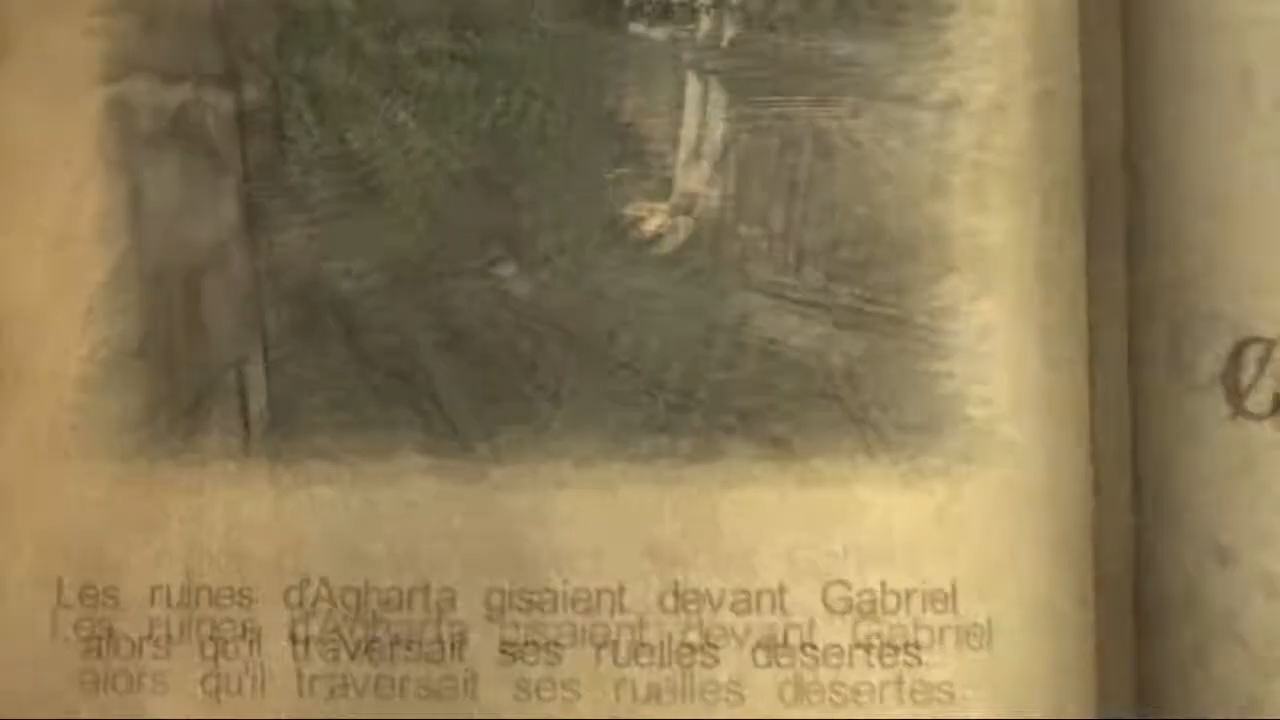 Les ruines d'Agharta gisaient devant Gabriel
alors qu'il traversait ses ruelles désertes.